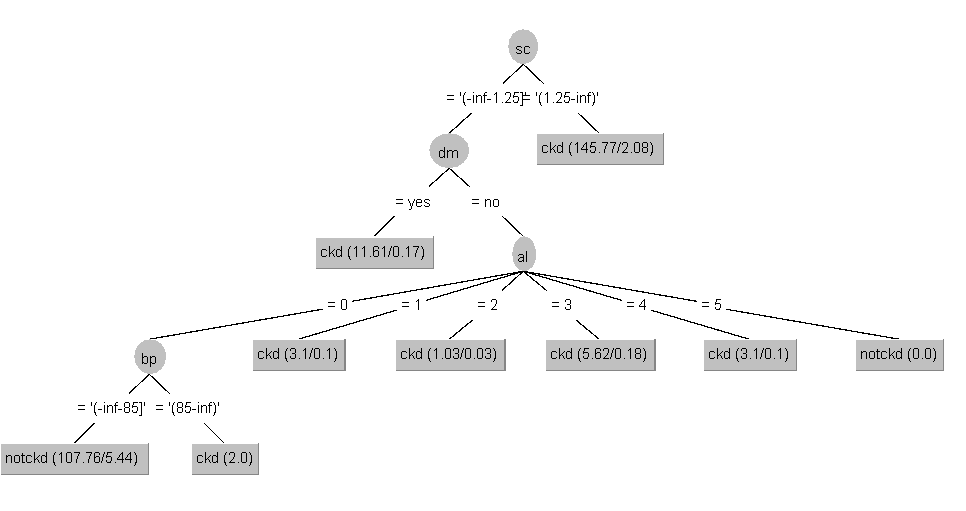 sc
= '(-inf-1.25]' = '(1.25-inf)'
dm
ckd (145.77/2.08)
= yes = no
ckd (11.61/0.17)
al
= 0 = 1 = 2 = 3 = 4 = 5
bp
ckd (3.1/0.1) ckd (1.03/0.03) ckd (5.62/0.18) ckd (3.1/0.1) notckd (0.0)
= '(-inf-85]' = '(85-inf)'
notckd (107.76/5.44) ckd (2.0)